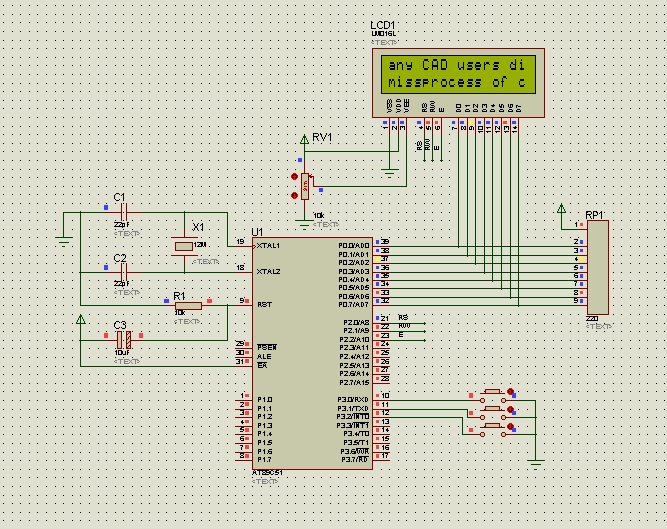 LCD1
LM016L
<TEXT>
any CAD users di
missprocess of c
VSS
VDD
VEE
RS
RW
E
D0
D1
D2
D3
D4
D5
D6
D7
1
2
3
4
5
6
7
8
9
10
11
12
13
14
RS
RW
E
RV1
10k
<TEXT>
C1
22pf
<TEXT>
X1
12M
<TEXT>
C2
22pf
<TEXT>
R1
10k
<TEXT>
C3
10uF
<TEXT>
U1
19 XTAL1
18 XTAL2
9 RST
29 PSEN
30 ALE
31 EA
1 P1.0
2 P1.1
3 P1.2
4 P1.3
5 P1.4
6 P1.5
7 P1.6
8 P1.7
P0.0/AD0 39
P0.1/AD1 38
P0.2/AD2 37
P0.3/AD3 36
P0.4/AD4 35
P0.5/AD5 34
P0.6/AD6 33
P0.7/AD7 32
P2.0/A8 21 RS
P2.1/A9 22 RW
P2.2/A10 23 E
P2.3/A11 24
P2.4/A12 25
P2.5/A13 26
P2.6/A14 27
P2.7/A15 28
P3.0/RXD 10
P3.1/TXD 11
P3.2/INT0 12
P3.3/INT1 13
P3.4/T0 14
P3.5/T1 15
P3.6/WR 16
P3.7/RD 17
AT89C51
<TEXT>
RP1
1
2
3
4
5
6
7
8
9
220
<TEXT>